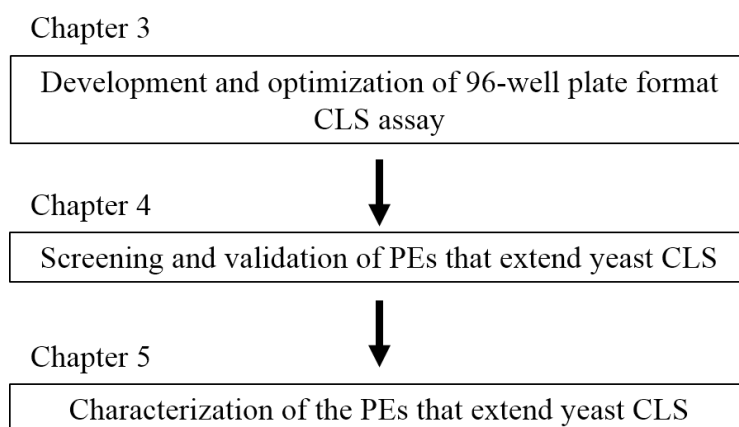 Chapter 3
Development and optimization of 96-well plate format
CLS assay
Chapter 4
Screening and validation of PEs that extend yeast CLS
Chapter 5
Characterization of the PEs that extend yeast CLS